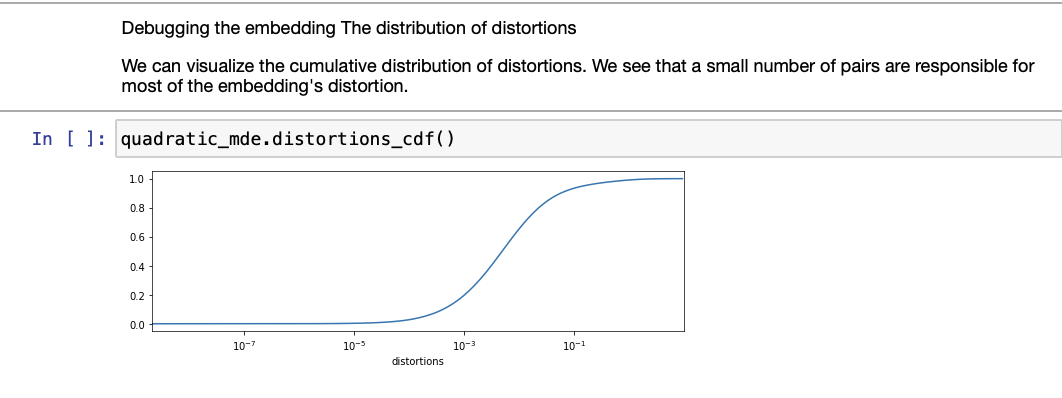 Debugging the embedding The distribution of distortions
We can visualize the cumulative distribution of distortions. We see that a small number of pairs are responsible for
most of the embedding's distortion.
In [ ]: quadratic_mde.distortions_cdf()
1.0
0.8
0.6
0.4
0.2
0.0
10⁻⁷ 10⁻⁵ 10⁻³ 10⁻¹
distortions